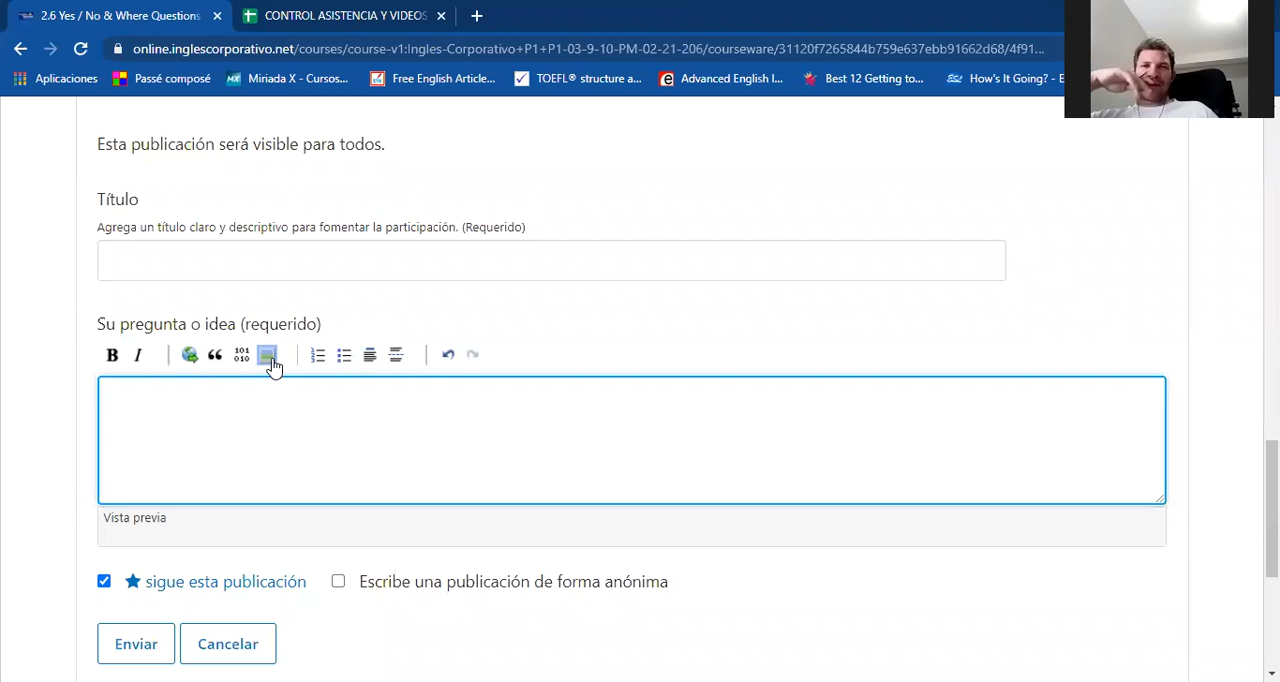 2.6 Yes / No & Where Questions
CONTROL ASISTENCIA Y VIDEOS
online.inglescorporativo.net/courses/course-v1:Ingles-Corporativo+P1+P1-03-9-10-PM-02-21-206/courseware/31120f7265844b759e637ebb91662d68/4f91...
Aplicaciones
Passé composé
Miriada X - Cursos...
Free English Article...
TOEFL® structure a...
Advanced English I...
Best 12 Getting to...
How's It Going? - E
Esta publicación será visible para todos.
Título
Agrega un título claro y descriptivo para fomentar la participación. (Requerido)
Su pregunta o idea (requerido)
B I
101
010
Vista previa
sigue esta publicación
Escribe una publicación de forma anónima
Enviar
Cancelar